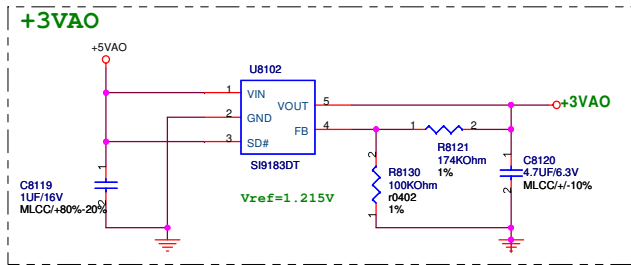 +3VAO
+5VAO
U8102
1 VIN
2 GND
3 SD#
VOUT 5
FB 4
SI9183DT
+3VAO
1 2
R8121
174KOhm
1%
2
R8130
100KOhm
r0402
1%
1
Vref=1.215V
1
C8119
1UF/16V
MLCC/+80%-20%
2
1
C8120
4.7UF/6.3V
MLCC/+/-10%
2